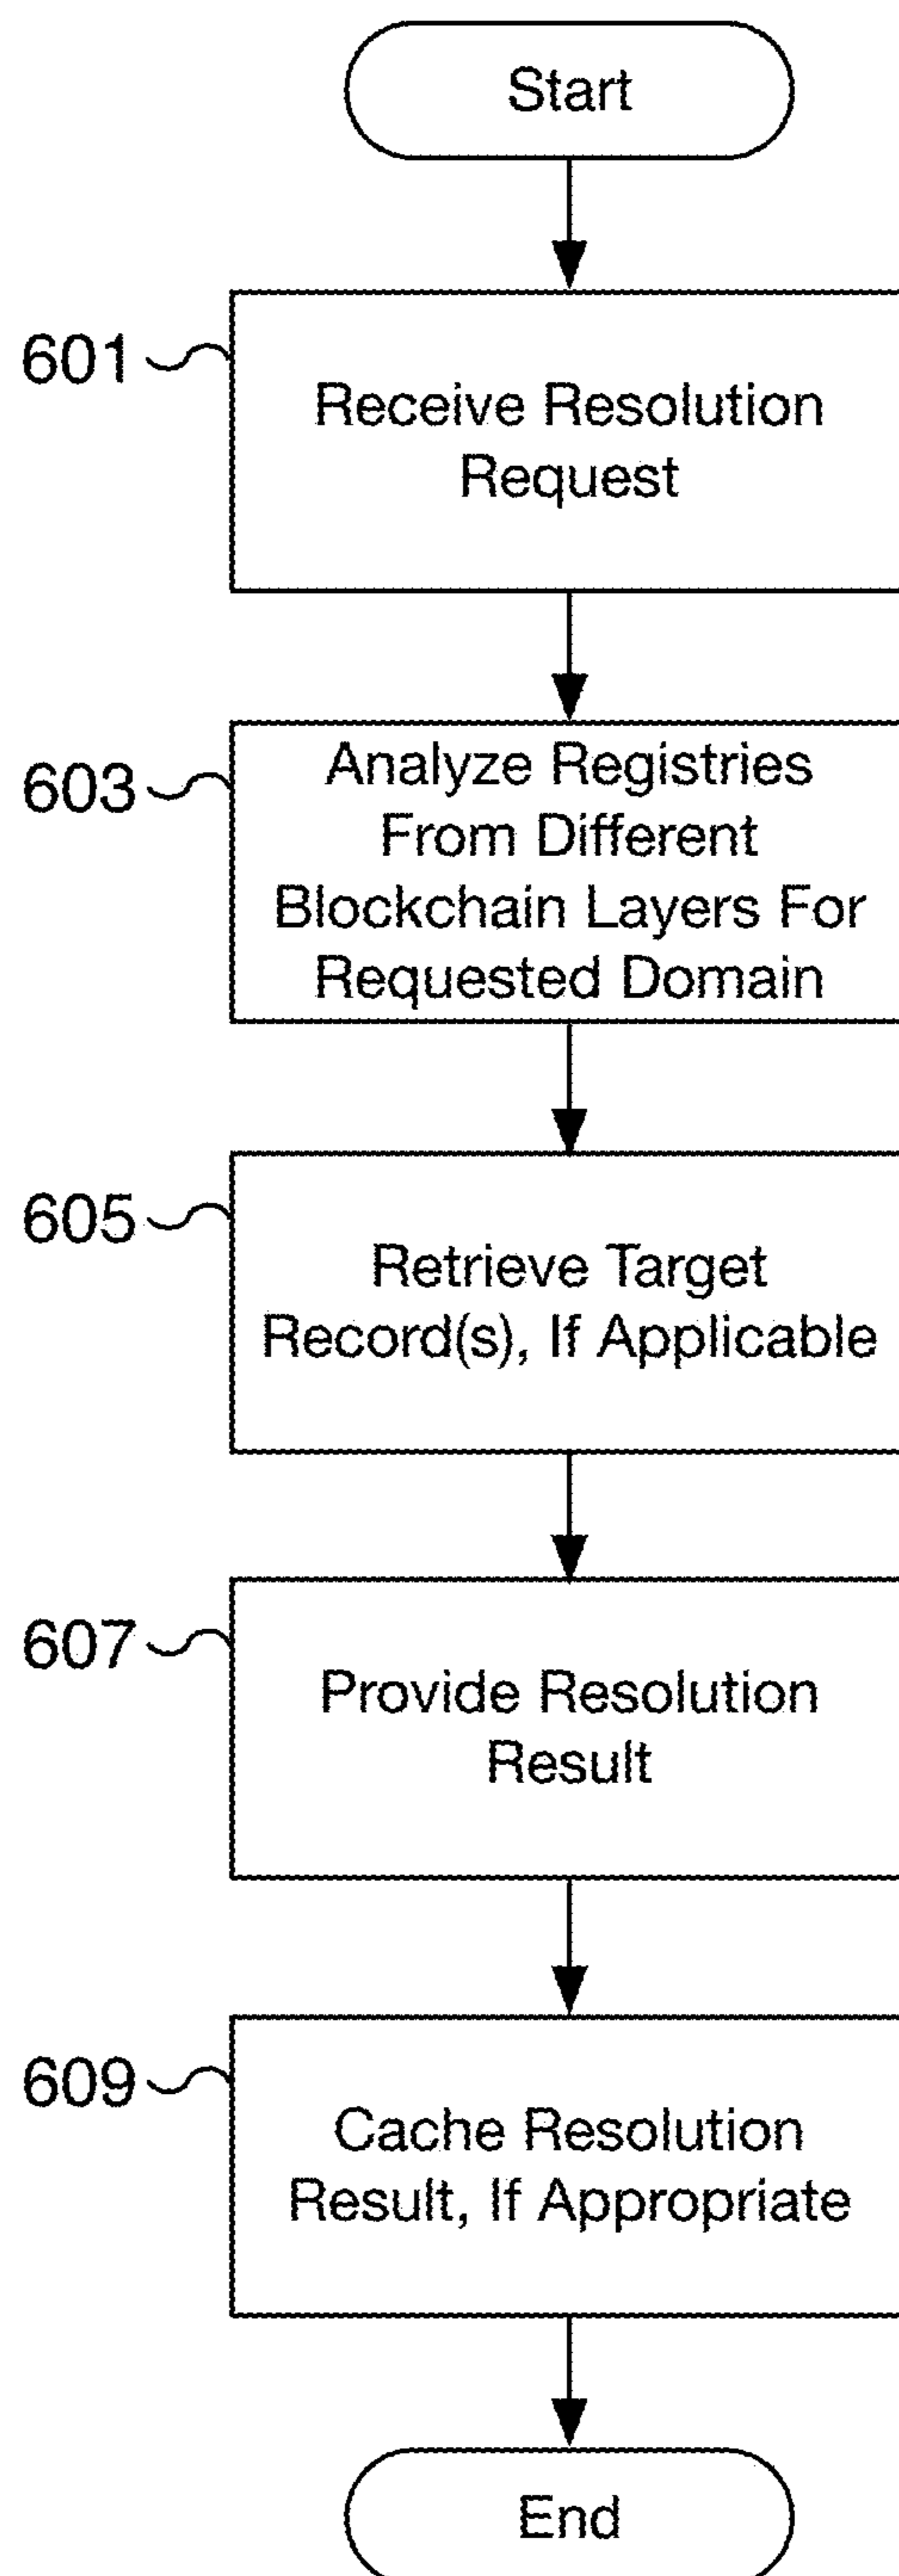 Start
601
Receive Resolution
Request
603
Analyze Registries
From Different
Blockchain Layers For
Requested Domain
605
Retrieve Target
Record(s), If Applicable
607
Provide Resolution
Result
609
Cache Resolution
Result, If Appropriate
End